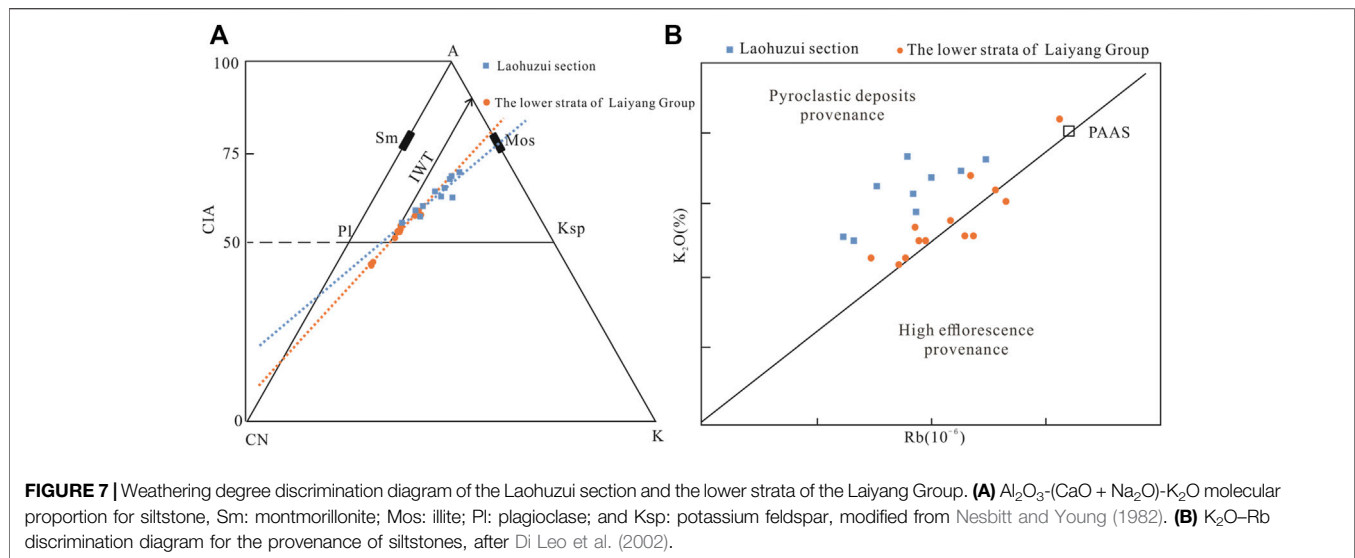 A
A
Laohuzui section
The lower strata of Laiyang Group
100
75
50
0
CIA
Sm
IWT
Mos
Pl
Ksp
CN
K
B
Laohuzui section
The lower strata of Laiyang Group
Pyroclastic deposits
provenance
PAAS
K₂O(%)
High efflorescence
provenance
Rb(10⁻⁶)
FIGURE 7 | Weathering degree discrimination diagram of the Laohuzui section and the lower strata of the Laiyang Group. (A) Al₂O₃-(CaO + Na₂O)-K₂O molecular
proportion for siltstone, Sm: montmorillonite; Mos: illite; Pl: plagioclase; and Ksp: potassium feldspar, modified from Nesbitt and Young (1982). (B) K₂O–Rb
discrimination diagram for the provenance of siltstones, after Di Leo et al. (2002).